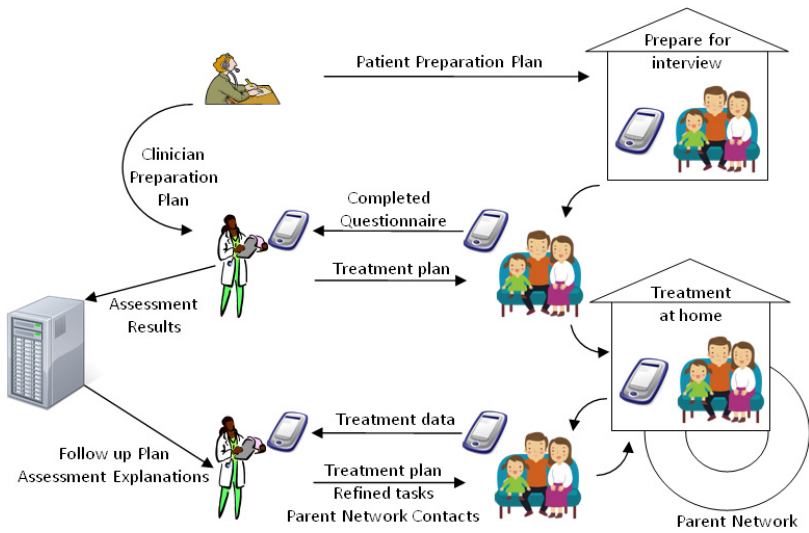 Patient Preparation Plan
Prepare for
interview
Clinician
Preparation
Plan
Completed
Questionnaire
Treatment plan
Assessment
Results
Treatment
at home
Treatment data
Follow up Plan
Assessment Explanations
Treatment plan
Refined tasks
Parent Network Contacts
Parent Network